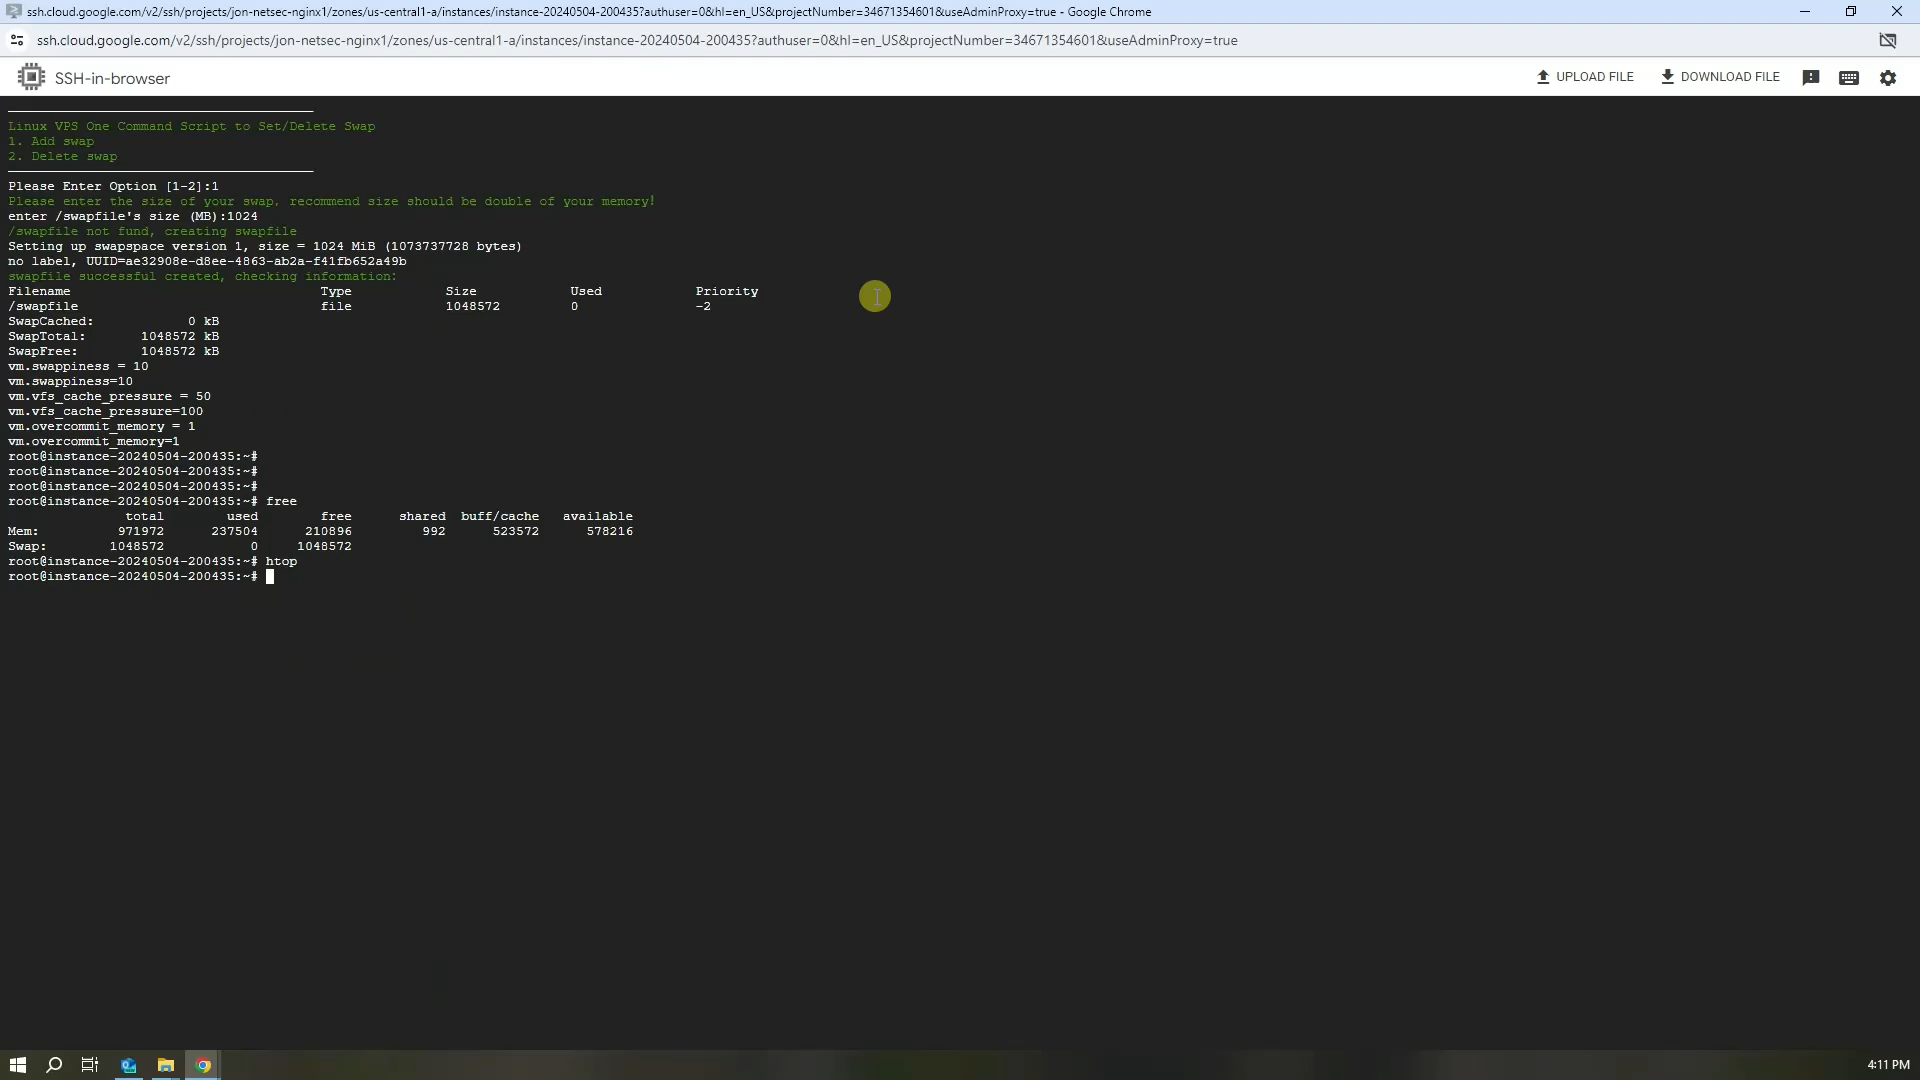 ssh.cloud.google.com/v2/ssh/projects/jon-netsec-nginx1/zones/us-central1-a/instances/instance-20240504-200435?authuser=0&hl=en_US&projectNumber=34671354601&useAdminProxy=true - Google Chrome
ssh.cloud.google.com/v2/ssh/projects/jon-netsec-nginx1/zones/us-central1-a/instances/instance-20240504-200435?authuser=0&hl=en_US&projectNumber=34671354601&useAdminProxy=true
SSH-in-browser UPLOAD FILE DOWNLOAD FILE
Linux VPS One Command Script to Set/Delete Swap
1. Add swap
2. Delete swap
Please Enter Option [1-2]:1
Please enter the size of your swap, recommend size should be double of your memory!
enter /swapfile's size (MB):1024
/swapfile not fund, creating swapfile
Setting up swapspace version 1, size = 1024 MiB (1073737728 bytes)
no label, UUID=ae32908e-d8ee-4863-ab2a-f41fb652a49b
swapfile successful created, checking information:
Filename Type Size Used Priority
/swapfile file 1048572 0 -2
SwapCached: 0 kB
SwapTotal: 1048572 kB
SwapFree: 1048572 kB
vm.swappiness = 10
vm.swappiness=10
vm.vfs_cache_pressure = 50
vm.vfs_cache_pressure=100
vm.overcommit_memory = 1
vm.overcommit_memory=1
root@instance-20240504-200435:~#
root@instance-20240504-200435:~#
root@instance-20240504-200435:~#
root@instance-20240504-200435:~# free
total used free shared buff/cache available
Mem: 971972 237504 210896 992 523572 578216
Swap: 1048572 0 1048572
root@instance-20240504-200435:~# htop
root@instance-20240504-200435:~#
4:11 PM